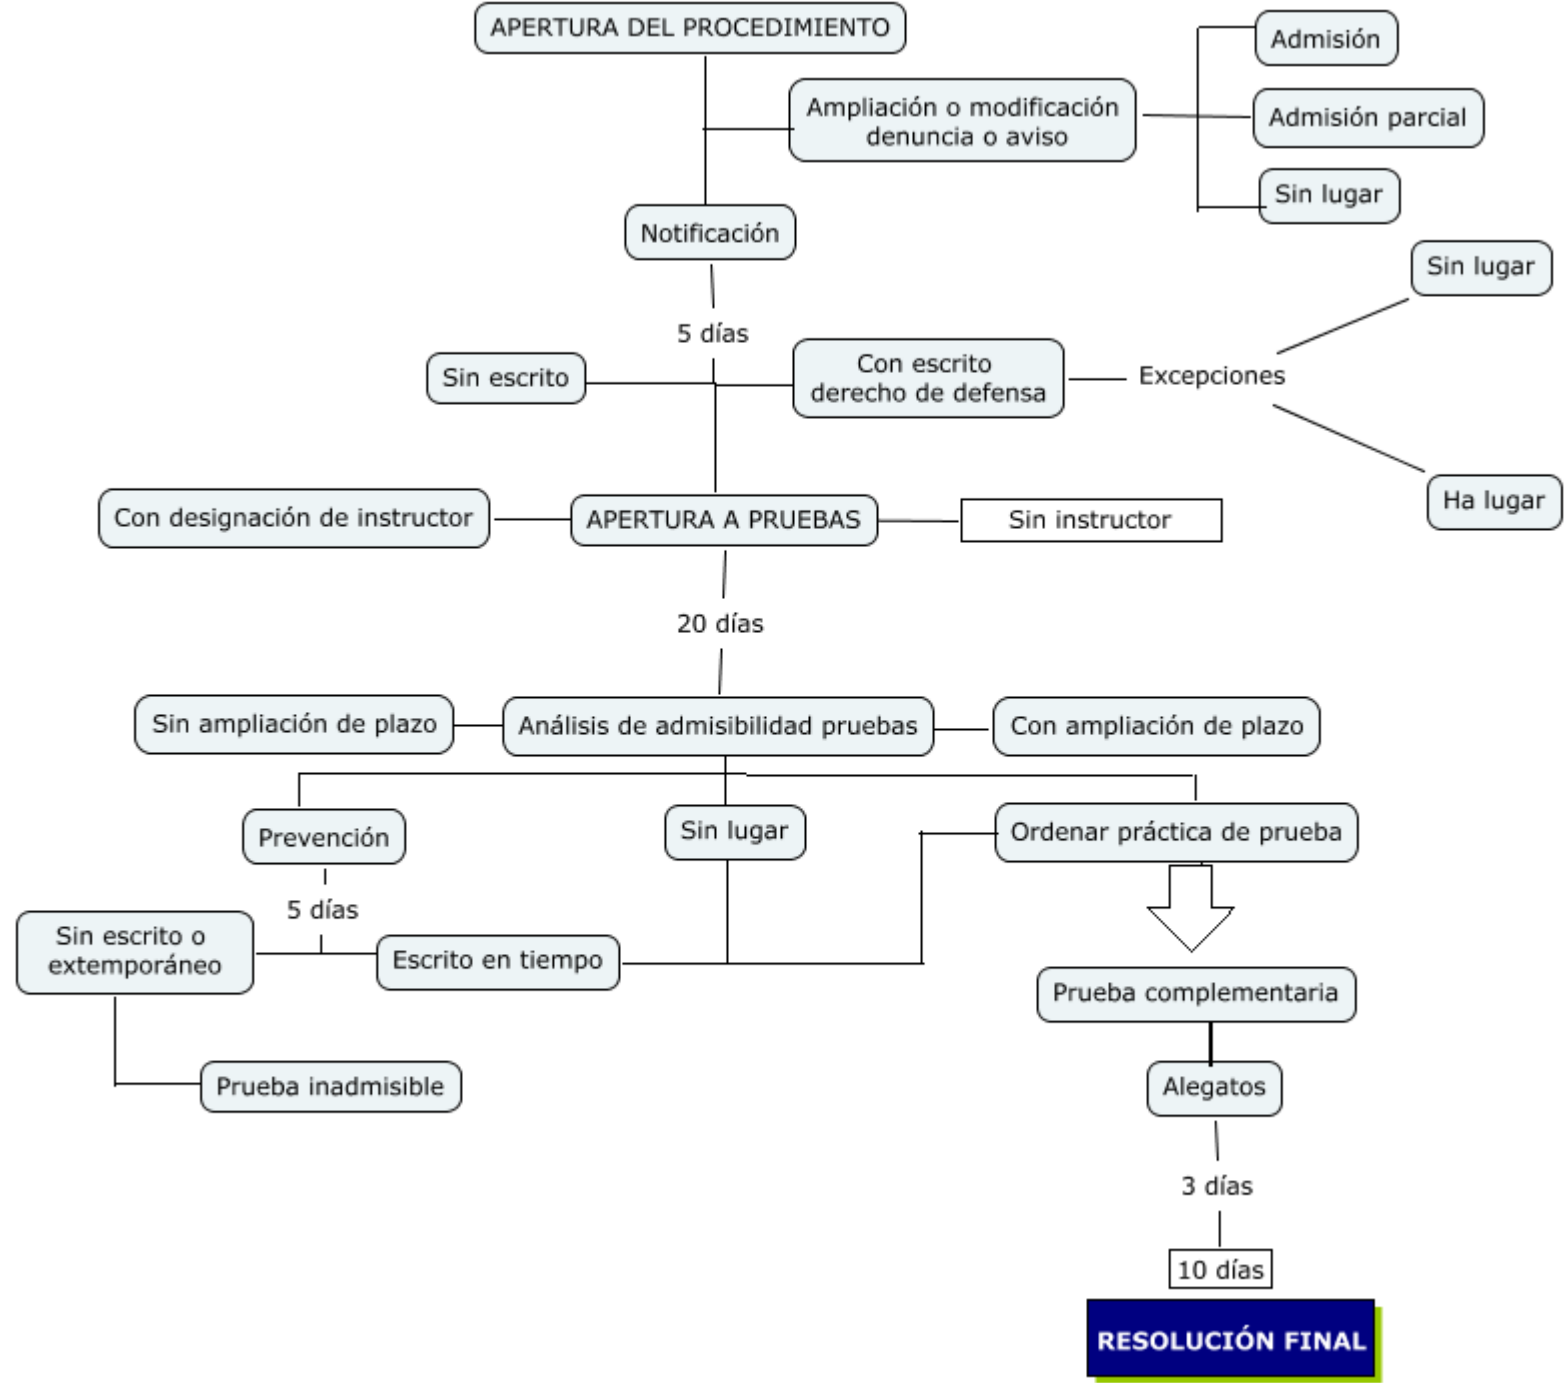 APERTURA DEL PROCEDIMIENTO
Admisión
Ampliación o modificación
denuncia o aviso
Admisión parcial
Sin lugar
Notificación
Sin lugar
5 días
Sin escrito
Con escrito
derecho de defensa
Excepciones
Ha lugar
Con designación de instructor
APERTURA A PRUEBAS
Sin instructor
20 días
Sin ampliación de plazo
Análisis de admisibilidad pruebas
Con ampliación de plazo
Prevención
Sin lugar
Ordenar práctica de prueba
5 días
Sin escrito o
extemporáneo
Escrito en tiempo
Prueba complementaria
Prueba inadmisible
Alegatos
3 días
10 días
RESOLUCIÓN FINAL